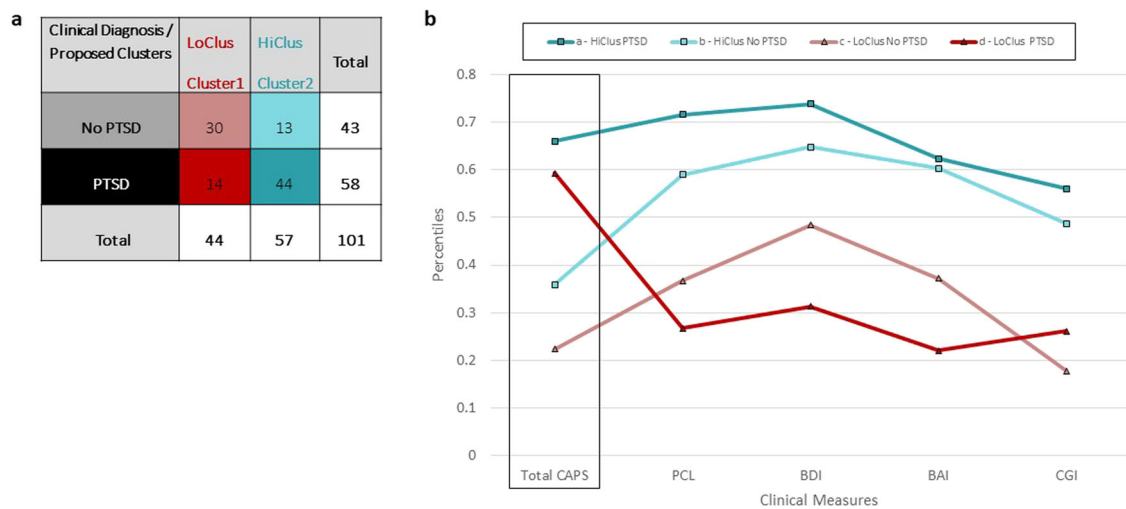 a
Clinical Diagnosis /
Proposed Clusters
LoClus
Cluster1
HiClus
Cluster2
Total
No PTSD
30
13
43
PTSD
14
44
58
Total
44
57
101
b
a - HiClus PTSD
b - HiClus No PTSD
c - LoClus No PTSD
d - LoClus PTSD
0.8
0.7
0.6
0.5
0.4
0.3
0.2
0.1
0
Percentiles
Total CAPS
PCL
BDI
BAI
CGI
Clinical Measures